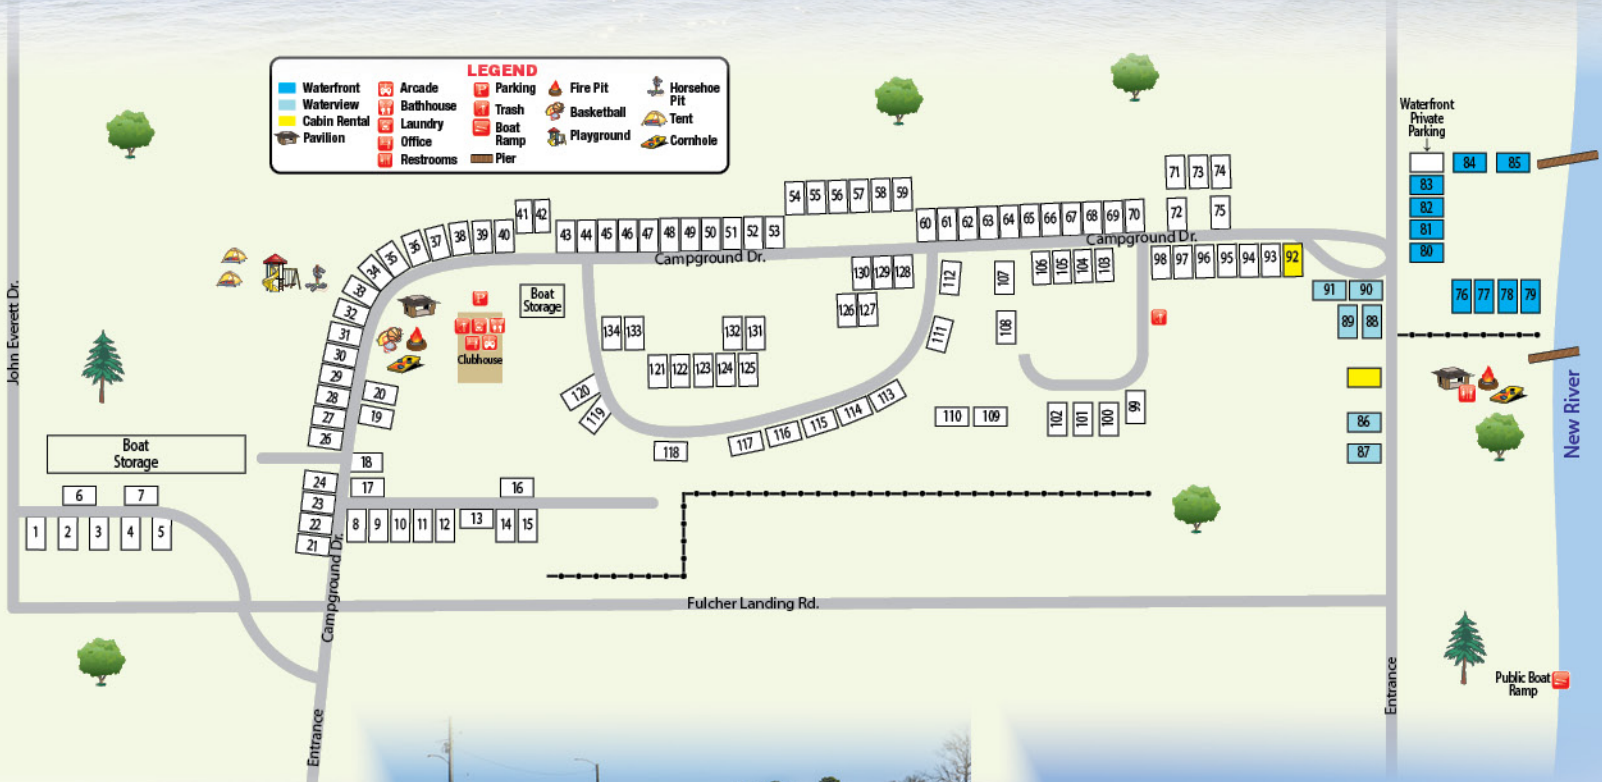 LEGEND
Waterfront
Waterview
Cabin Rental
Pavilion
Arcade
Bathhouse
Laundry
Office
Restrooms
Parking
Trash
Boat
Ramp
Pier
Fire Pit
Basketball
Playground
Horsehoe
Pit
Tent
Cornhole
Waterfront
Private
Parking
84 85
83
82
81
80
76 77 78 79
71 73 74
72 75
54 55 56 57 58 59
60 61 62 63 64 65 66 67 68 69 70
41 42
43 44 45 46 47 48 49 50 51 52 53
Campground Dr.
Campground Dr.
33 34 35 36 37 38 39 40
32
31
30
29
28
27
26
20
19
18
17
16
24
23
22
21
8 9 10 11 12 13 14 15
Boat
Storage
Clubhouse
130 129 128
126 127
112
111
107
108
106 105 104 103
98 97 96 95 94 93 92
91 90
89 88
86
87
134 133
132 131
121 122 123 124 125
120
119
118
117 116 115 114 113
110 109
102 101 100 99
Boat
Storage
6 7
1 2 3 4 5
John Everett Dr.
Campground Dr.
Fulcher Landing Rd.
Entrance
Entrance
New River
Public Boat
Ramp